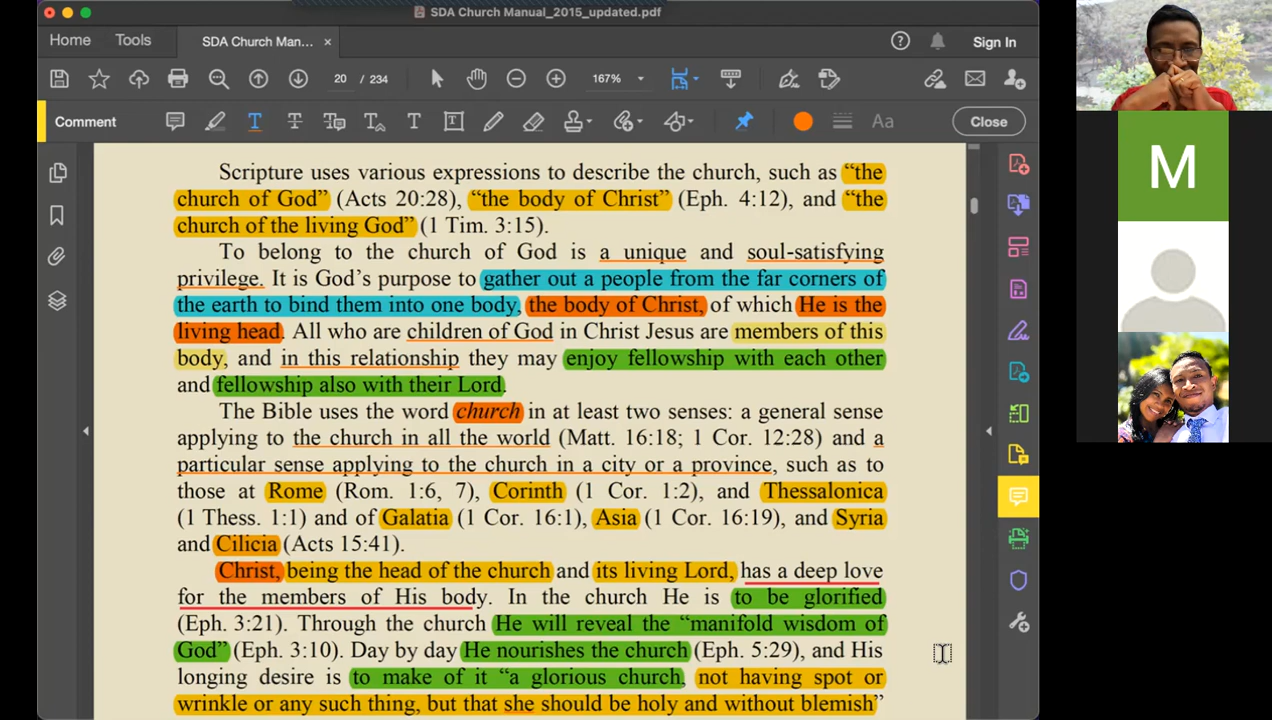 SDA Church Manual_2015_updated.pdf
Home Tools SDA Church Man... × Sign In
20 / 234 167%
Comment Aa Close
Scripture uses various expressions to describe the church, such as “the
church of God” (Acts 20:28), “the body of Christ” (Eph. 4:12), and “the
church of the living God” (1 Tim. 3:15).
To belong to the church of God is a unique and soul-satisfying
privilege. It is God’s purpose to gather out a people from the far corners of
the earth to bind them into one body, the body of Christ, of which He is the
living head. All who are children of God in Christ Jesus are members of this
body, and in this relationship they may enjoy fellowship with each other
and fellowship also with their Lord.
The Bible uses the word church in at least two senses: a general sense
applying to the church in all the world (Matt. 16:18; 1 Cor. 12:28) and a
particular sense applying to the church in a city or a province, such as to
those at Rome (Rom. 1:6, 7), Corinth (1 Cor. 1:2), and Thessalonica
(1 Thess. 1:1) and of Galatia (1 Cor. 16:1), Asia (1 Cor. 16:19), and Syria
and Cilicia (Acts 15:41).
Christ, being the head of the church and its living Lord, has a deep love
for the members of His body. In the church He is to be glorified
(Eph. 3:21). Through the church He will reveal the “manifold wisdom of
God” (Eph. 3:10). Day by day He nourishes the church (Eph. 5:29), and His
longing desire is to make of it “a glorious church, not having spot or
wrinkle or any such thing, but that she should be holy and without blemish”
M